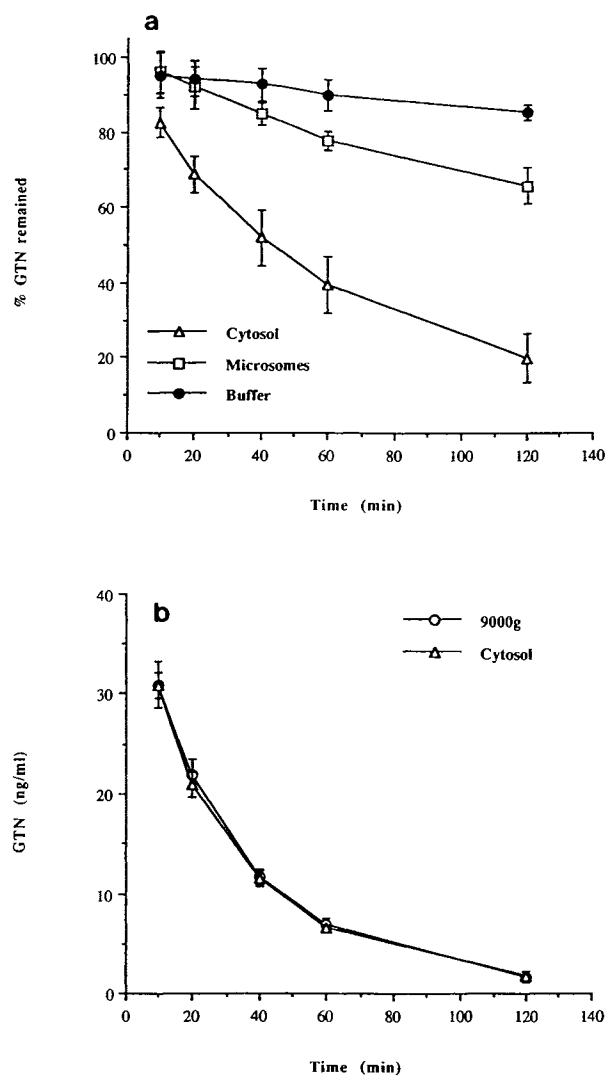 a
100
80
60
40
20
0
% GTN remained
Cytosol
Microsomes
Buffer
0 20 40 60 80 100 120 140
Time (min)
b
40
30
20
10
0
GTN (ng/ml)
9000g
Cytosol
0 20 40 60 80 100 120 140
Time (min)